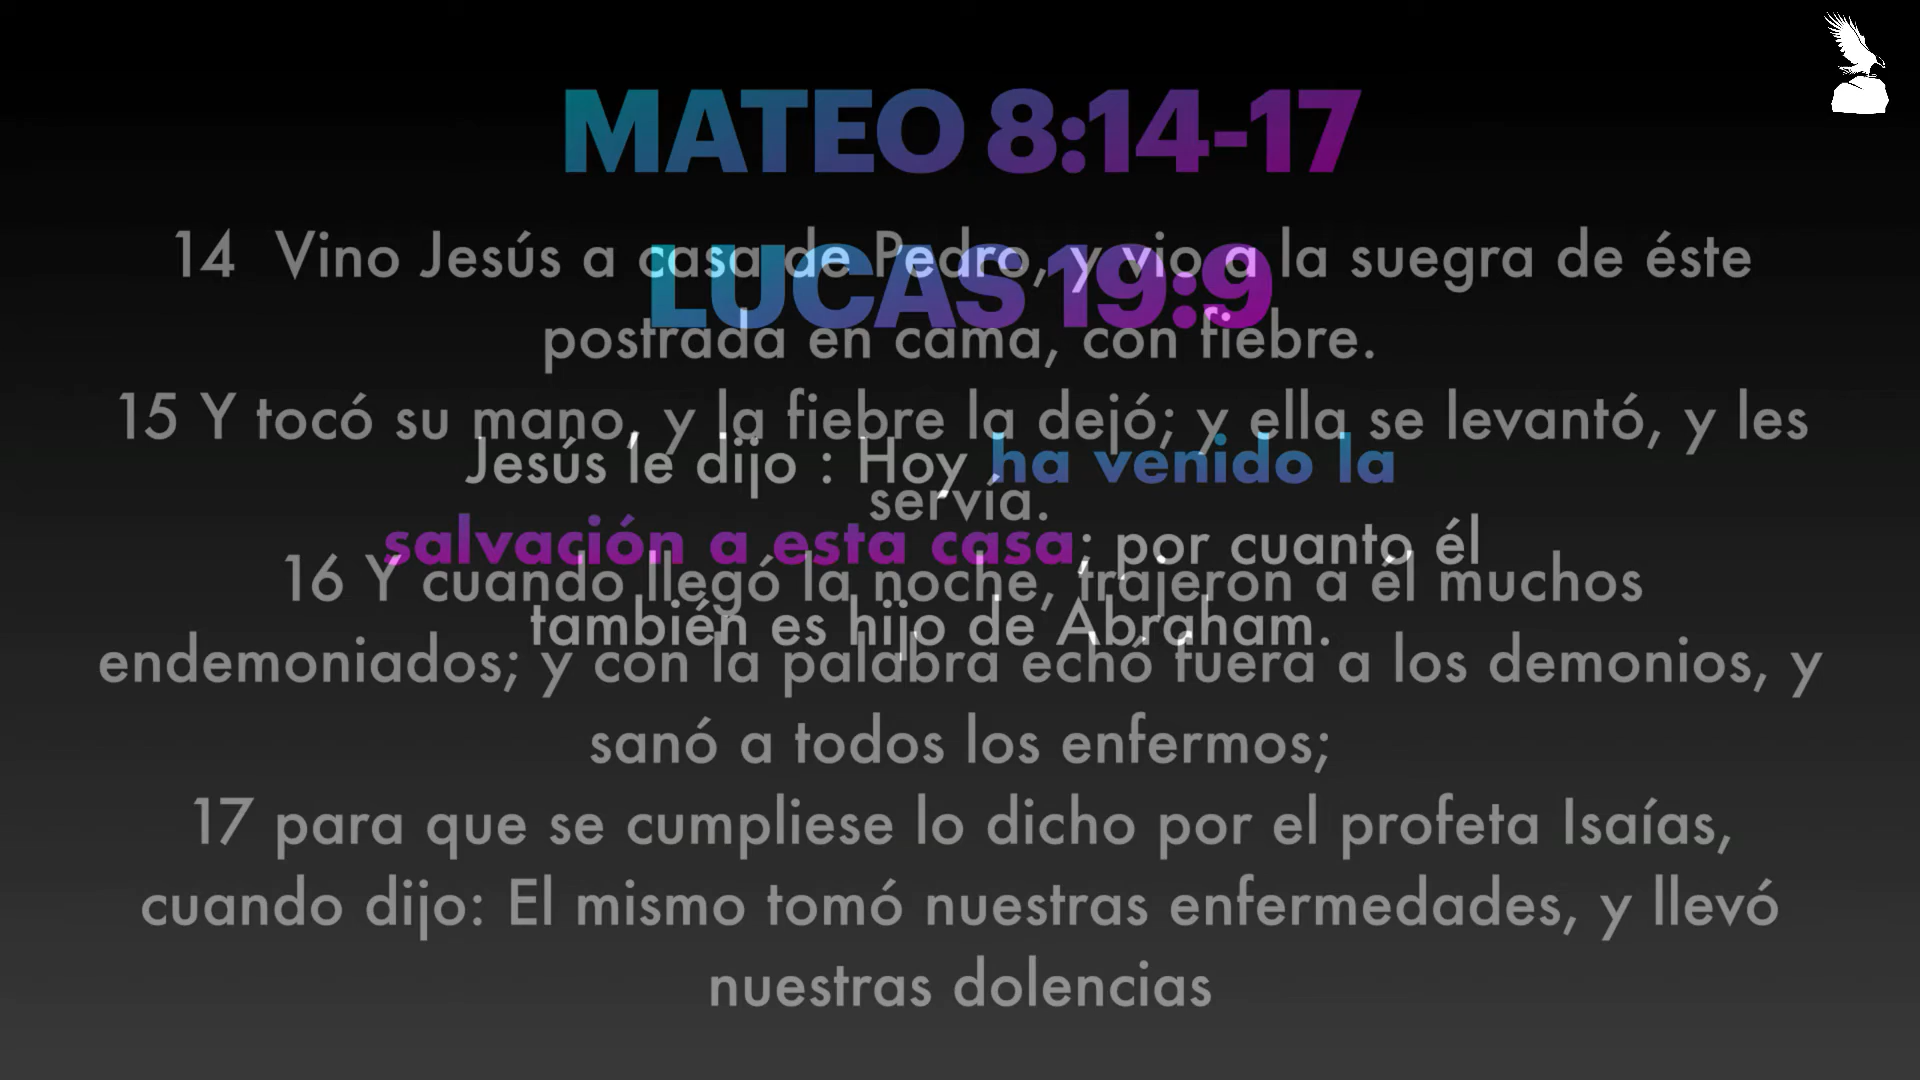 MATEO 8:14-17
14 Vino Jesús a casa de Pedro, y vio a la suegra de éste
postrada en cama, con fiebre.
15 Y tocó su mano, y la fiebre la dejó; y ella se levantó, y les
servía.
16 Y cuando llegó la noche, trajeron a él muchos
endemoniados; y con la palabra echó fuera a los demonios, y
sanó a todos los enfermos;
17 para que se cumpliese lo dicho por el profeta Isaías,
cuando dijo: El mismo tomó nuestras enfermedades, y llevó
nuestras dolencias
LUCAS 19:9
Jesús le dijo : Hoy ha venido la
salvación a esta casa; por cuanto él
también es hijo de Abraham.